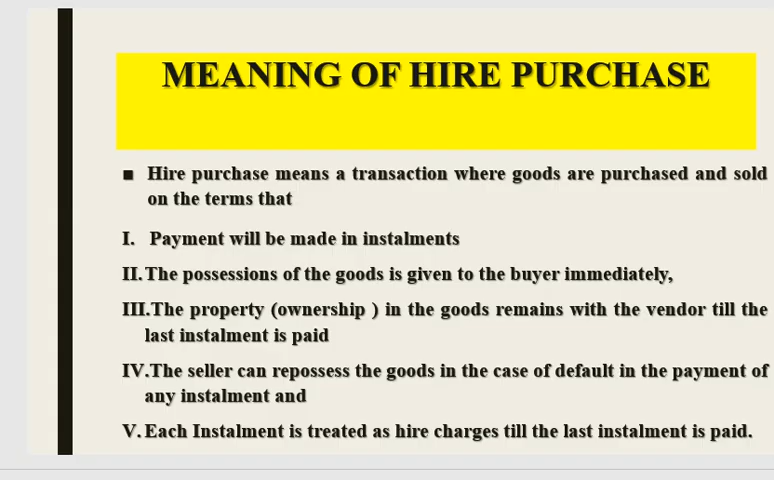 MEANING OF HIRE PURCHASE
■ Hire purchase means a transaction where goods are purchased and sold
on the terms that
I. Payment will be made in instalments
II. The possessions of the goods is given to the buyer immediately,
III.The property (ownership ) in the goods remains with the vendor till the
last instalment is paid
IV.The seller can repossess the goods in the case of default in the payment of
any instalment and
V. Each Instalment is treated as hire charges till the last instalment is paid.